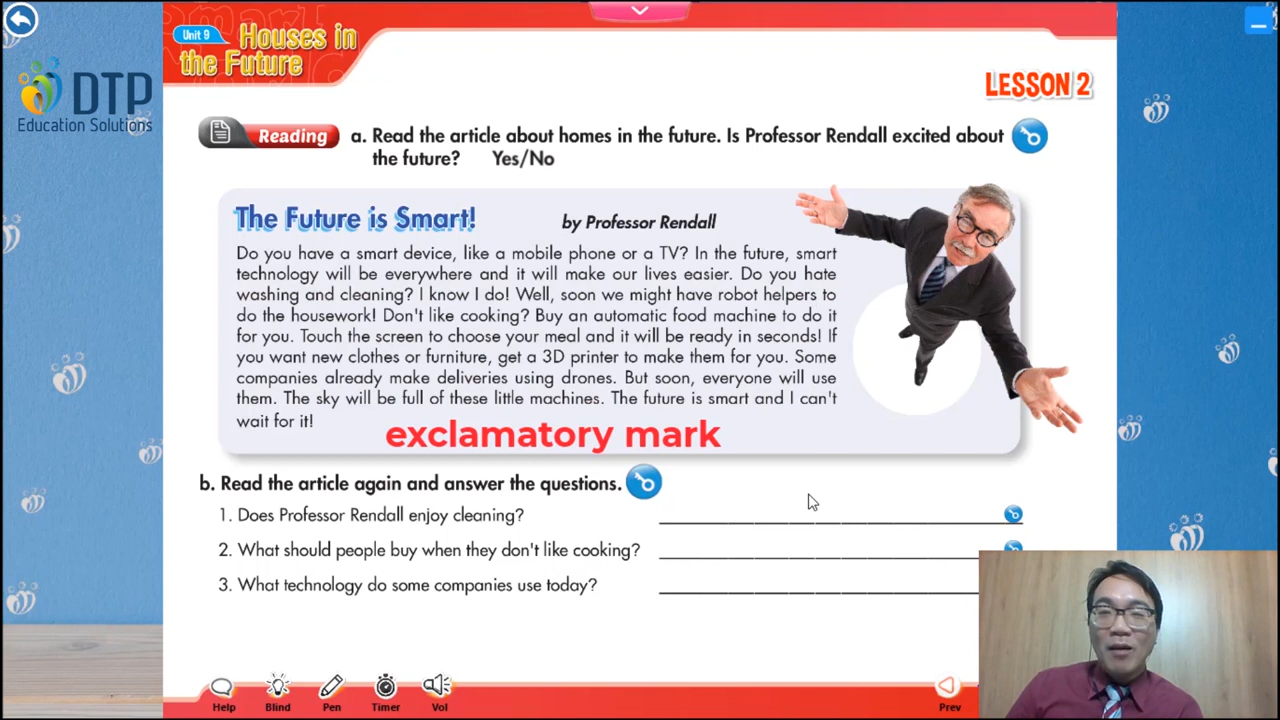 Unit 9
Houses in
the Future
DTP
Education Solutions
LESSON 2
Reading
a. Read the article about homes in the future. Is Professor Rendall excited about
the future? Yes/No
The Future is Smart!
by Professor Rendall
Do you have a smart device, like a mobile phone or a TV? In the future, smart
technology will be everywhere and it will make our lives easier. Do you hate
washing and cleaning? I know I do! Well, soon we might have robot helpers to
do the housework! Don't like cooking? Buy an automatic food machine to do it
for you. Touch the screen to choose your meal and it will be ready in seconds! If
you want new clothes or furniture, get a 3D printer to make them for you. Some
companies already make deliveries using drones. But soon, everyone will use
them. The sky will be full of these little machines. The future is smart and I can't
wait for it!
exclamatory mark
b. Read the article again and answer the questions.
1. Does Professor Rendall enjoy cleaning?
2. What should people buy when they don't like cooking?
3. What technology do some companies use today?
Help
Blind
Pen
Timer
Vol
Prev